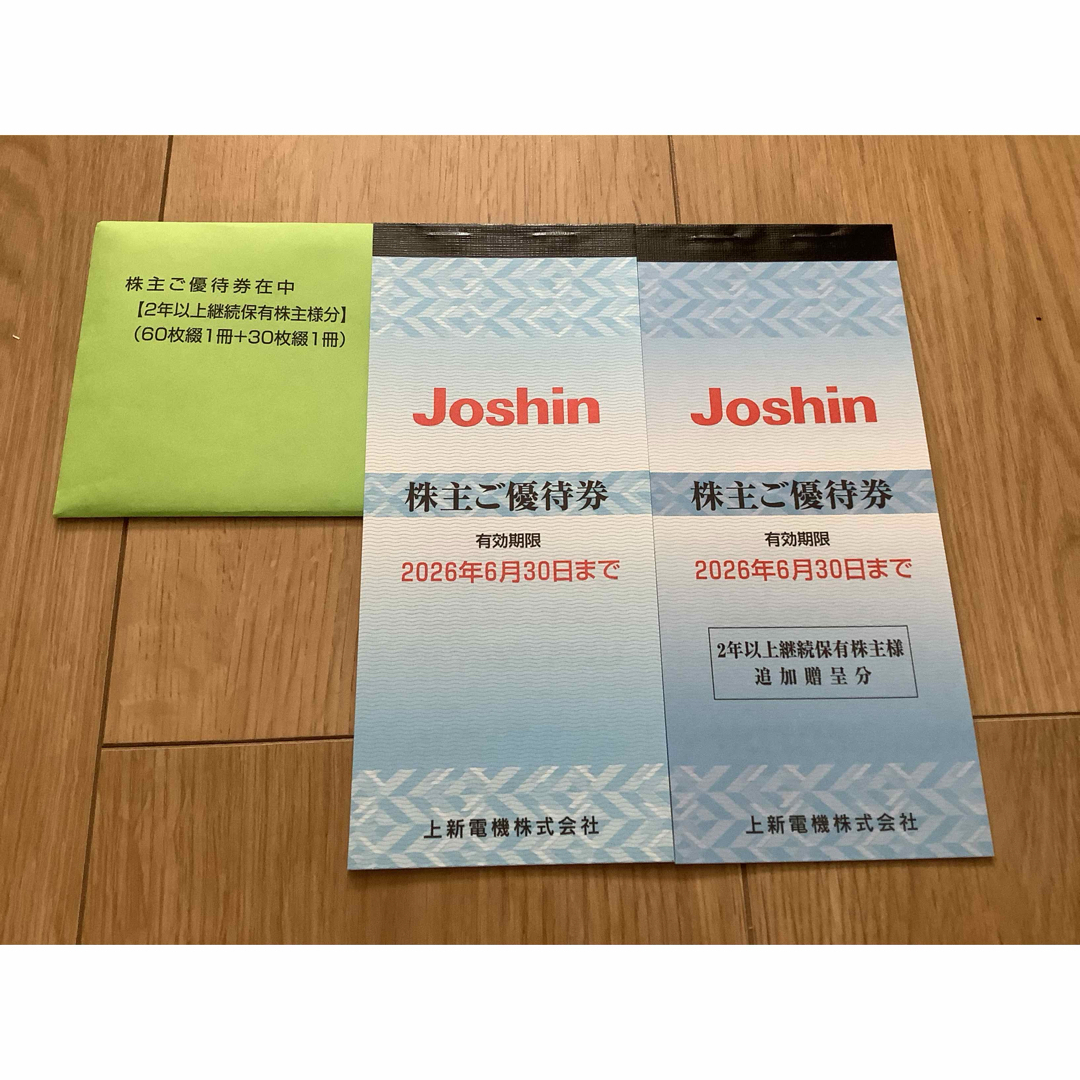 株主ご優待券在中
【2年以上継続保有株主様分】
（60枚綴1冊+30枚綴1冊）
Joshin
株主ご優待券
有効期限
2026年6月30日まで
上新電機株式会社
Joshin
株主ご優待券
有効期限
2026年6月30日まで
2年以上継続保有株主様
追加贈呈分
上新電機株式会社